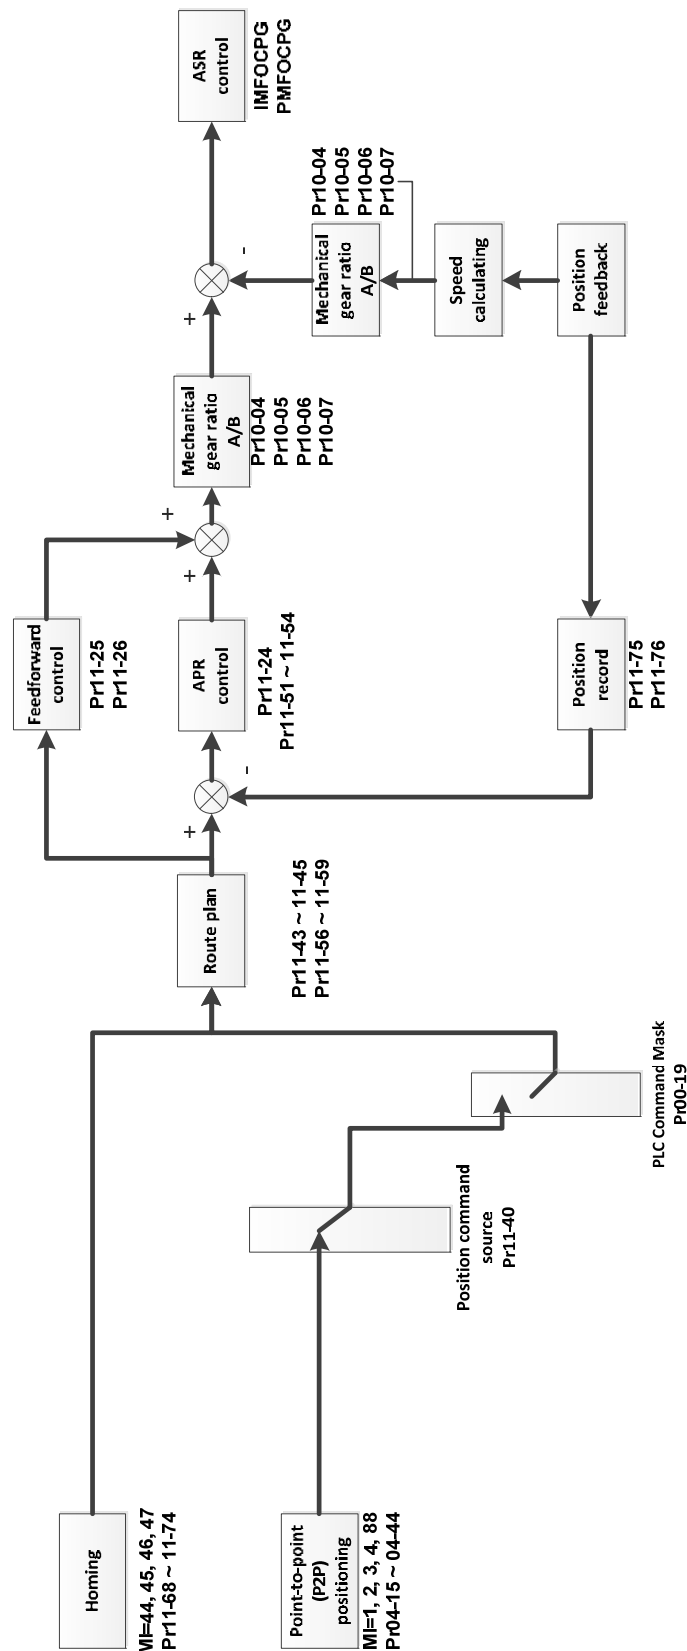 Homing
MI=44, 45, 46, 47
Pr11-68 ~ 11-74
Point-to-point
(P2P)
positioning
MI=1, 2, 3, 4, 88
Pr04-15 ~ 04-44
Position command
source
Pr11-40
PLC Command Mask
Pr00-19
Route plan
Pr11-43 ~ 11-45
Pr11-56 ~ 11-59
+
-
Feedforward
control
Pr11-25
Pr11-26
APR
control
Pr11-24
Pr11-51 ~ 11-54
Position
record
Pr11-75
Pr11-76
+
+
Mechanical
gear ratio
A/B
Pr10-04
Pr10-05
Pr10-06
Pr10-07
+
-
Mechanical
gear ratio
A/B
Pr10-04
Pr10-05
Pr10-06
Pr10-07
Speed
calculating
Position
feedback
ASR
control
IMFOCPG
PMFOCPG